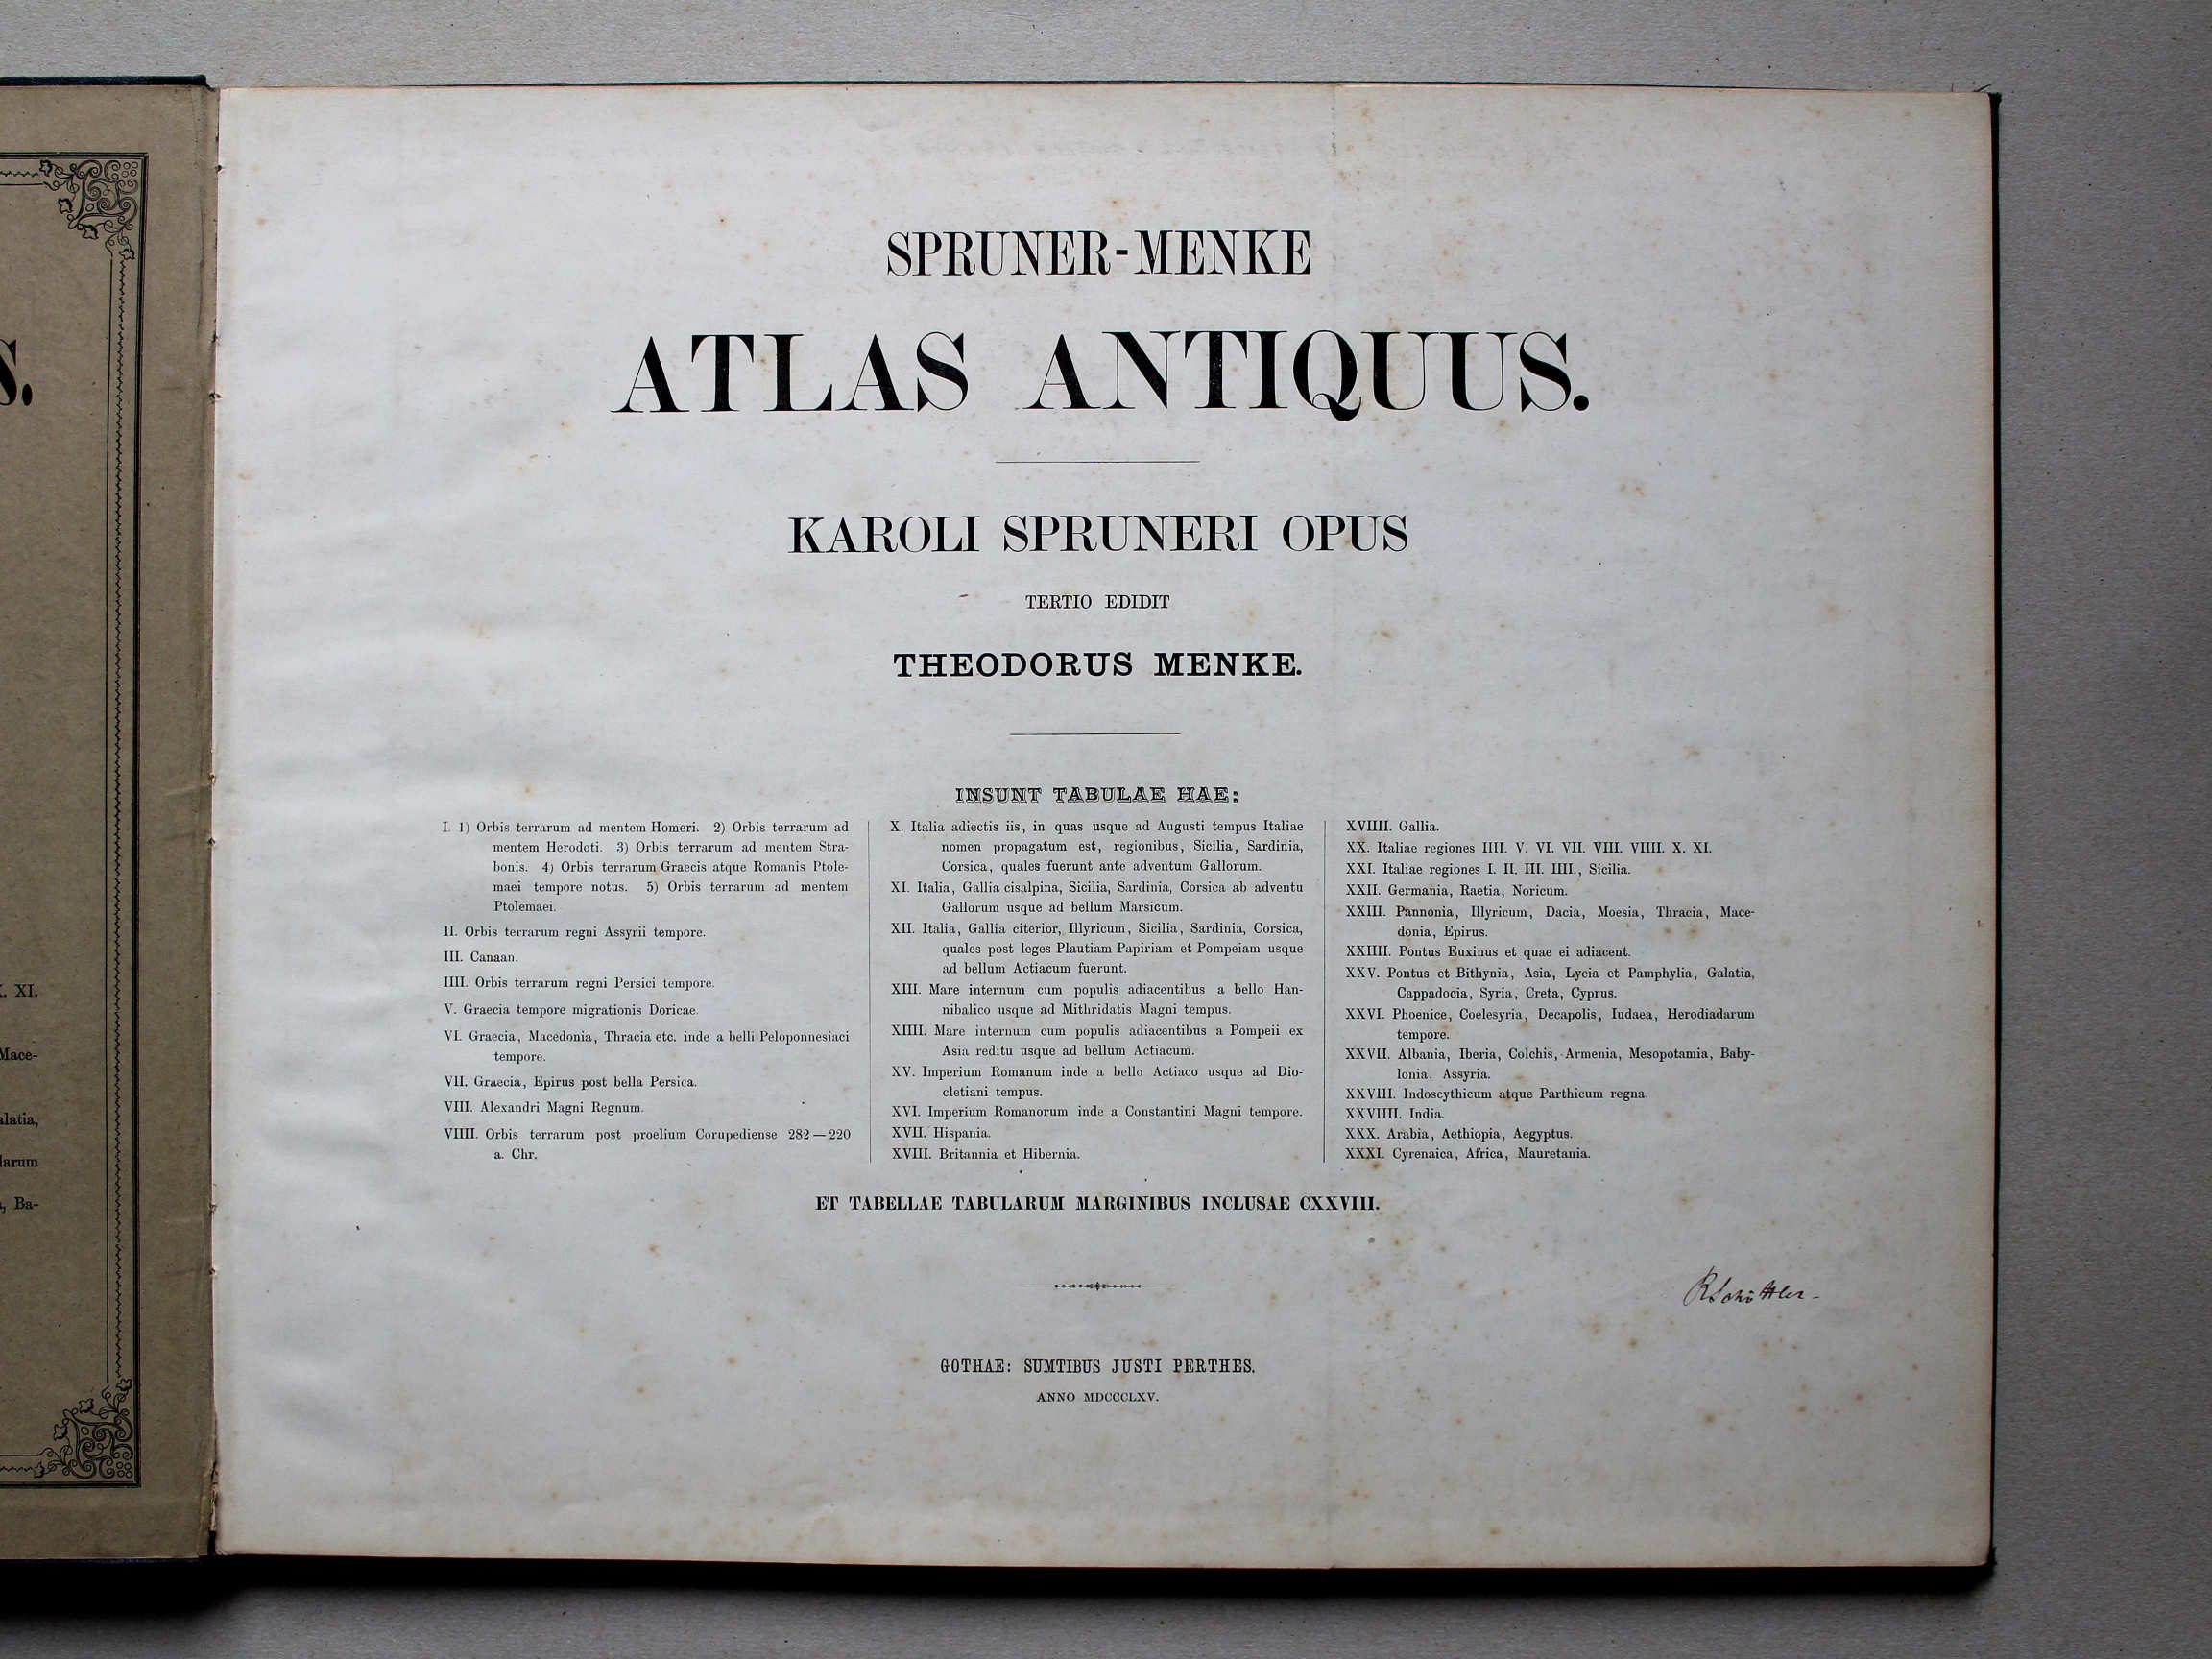 S.
. XI.
Mace-
alatia,
larum
, Ba-
SPRUNER-MENKE
ATLAS ANTIQUUS.
KAROLI SPRUNERI OPUS
TERTIO EDIDIT
THEODORUS MENKE.
INSUNT TABULAE HAE:
I. 1) Orbis terrarum ad mentem Homeri. 2) Orbis terrarum ad
mentem Herodoti. 3) Orbis terrarum ad mentem Stra-
bonis. 4) Orbis terrarum Graecis atque Romanis Ptole-
maei tempore notus. 5) Orbis terrarum ad mentem
Ptolemaei.
II. Orbis terrarum regni Assyrii tempore.
III. Canaan.
IIII. Orbis terrarum regni Persici tempore.
V. Graecia tempore migrationis Doricae.
VI. Graecia, Macedonia, Thracia etc. inde a belli Peloponnesiaci
tempore.
VII. Graecia, Epirus post bella Persica.
VIII. Alexandri Magni Regnum.
VIIII. Orbis terrarum post proelium Corupediense 282—220
a. Chr.
X. Italia adiectis iis, in quas usque ad Augusti tempus Italiae
nomen propagatum est, regionibus, Sicilia, Sardinia,
Corsica, quales fuerunt ante adventum Gallorum.
XI. Italia, Gallia cisalpina, Sicilia, Sardinia, Corsica ab adventu
Gallorum usque ad bellum Marsicum.
XII. Italia, Gallia citerior, Illyricum, Sicilia, Sardinia, Corsica,
quales post leges Plautiam Papiriam et Pompeiam usque
ad bellum Actiacum fuerunt.
XIII. Mare internum cum populis adiacentibus a bello Han-
nibalico usque ad Mithridatis Magni tempus.
XIIII. Mare internum cum populis adiacentibus a Pompeii ex
Asia reditu usque ad bellum Actiacum.
XV. Imperium Romanum inde a bello Actiaco usque ad Dio-
cletiani tempus.
XVI. Imperium Romanorum inde a Constantini Magni tempore.
XVII. Hispania.
XVIII. Britannia et Hibernia.
XVIIII. Gallia.
XX. Italiae regiones IIII. V. VI. VII. VIII. VIIII. X. XI.
XXI. Italiae regiones I. II. III. IIII., Sicilia.
XXII. Germania, Raetia, Noricum.
XXIII. Pannonia, Illyricum, Dacia, Moesia, Thracia, Mace-
donia, Epirus.
XXIIII. Pontus Euxinus et quae ei adiacent.
XXV. Pontus et Bithynia, Asia, Lycia et Pamphylia, Galatia,
Cappadocia, Syria, Creta, Cyprus.
XXVI. Phoenice, Coelesyria, Decapolis, Iudaea, Herodiadarum
tempore.
XXVII. Albania, Iberia, Colchis, Armenia, Mesopotamia, Baby-
lonia, Assyria.
XXVIII. Indoscythicum atque Parthicum regna.
XXVIIII. India.
XXX. Arabia, Aethiopia, Aegyptus.
XXXI. Cyrenaica, Africa, Mauretania.
ET TABELLAE TABULARUM MARGINIBUS INCLUSAE CXXVIII.
GOTHAE: SUMTIBUS JUSTI PERTHES.
ANNO MDCCCLXV.